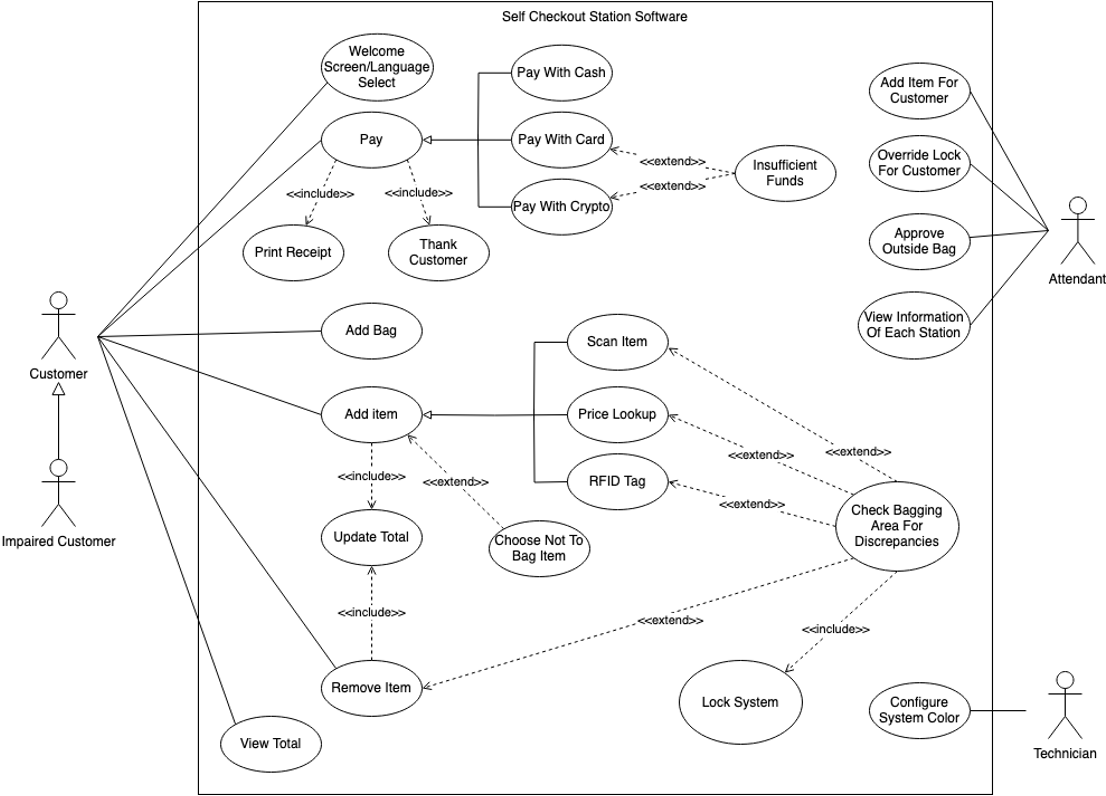 Self Checkout Station Software
Welcome
Screen/Language
Select
Pay With Cash
Add Item For
Customer
Pay
Pay With Card
<<extend>>
Insufficient
Funds
Override Lock
For Customer
<<include>>
<<include>>
<<extend>>
Pay With Crypto
Print Receipt
Thank
Customer
Approve
Outside Bag
Attendant
Add Bag
Scan Item
View Information
Of Each Station
Customer
Add item
Price Lookup
<<extend>>
<<extend>>
<<include>>
<<extend>>
RFID Tag
<<extend>>
Check Bagging
Area For
Discrepancies
Impaired Customer
Update Total
Choose Not To
Bag Item
<<include>>
<<extend>>
<<include>>
Remove Item
Lock System
Configure
System Color
View Total
Technician